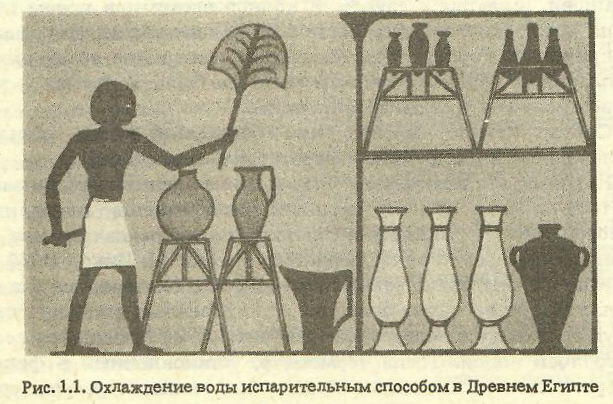 Рис. 1.1. Охлаждение воды испарительным способом в Древнем Египте